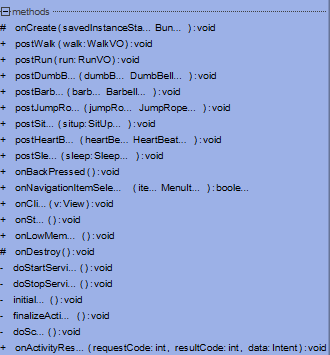 methods
# onCreate(savedInstanceSta... Bun... ):void
+ postWalk(walk:WalkVO):void
+ postRun(run:RunVO):void
+ postDumbB... (dumbB... DumbBell... ):void
+ postBarb... (barb... Barbell... ):void
+ postJumpRo... (jumpRo... JumpRope... ):void
+ postSit... (situp:SitUp... ):void
+ postHeartB... (heartBe... HeartBeat... ):void
+ postSle... (sleep:Sleep... ):void
+ onBackPressed():void
+ onNavigationItemSele... (ite... MenuIt... ):boole...
+ onCli... (v:View):void
+ onSt... ():void
+ onLowMem... ():void
# onDestroy():void
- doStartServi... ():void
- doStopServi... ():void
- initial... ():void
- finalizeActi... ():void
- doSc... ():void
+ onActivityRes... (requestCode:int, resultCode:int, data:Intent):void